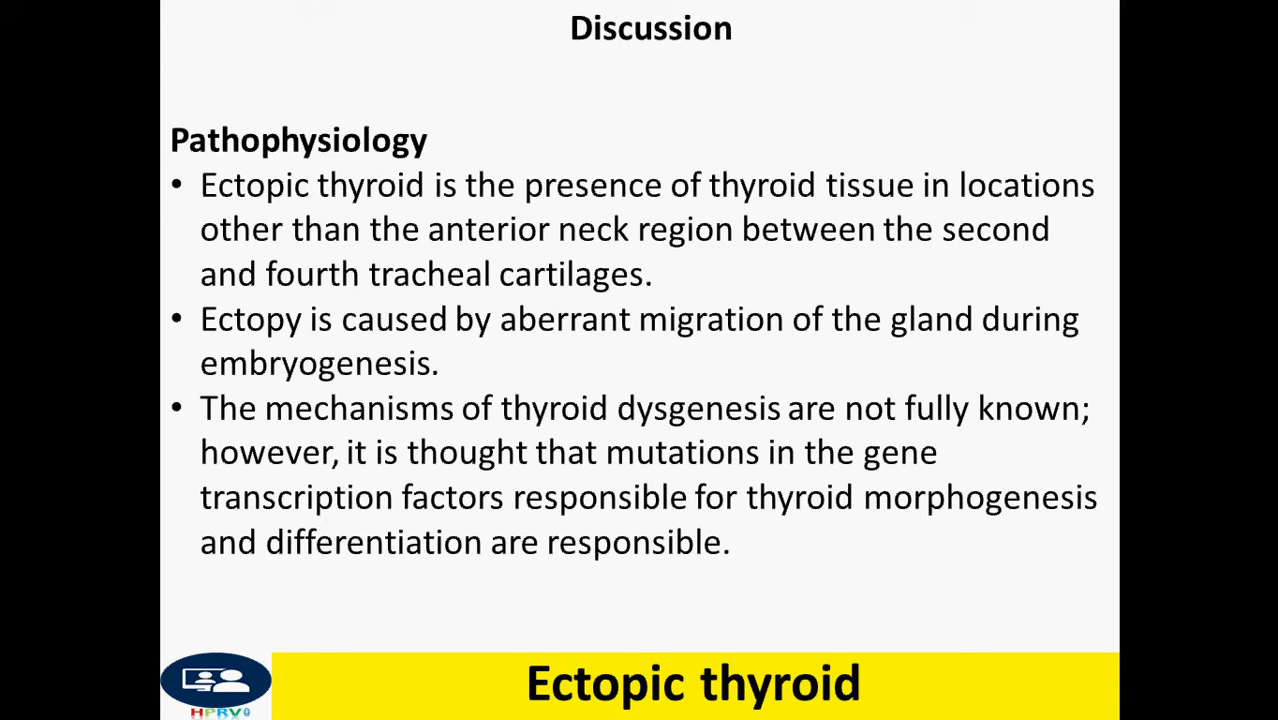 Discussion
Pathophysiology
• Ectopic thyroid is the presence of thyroid tissue in locations
other than the anterior neck region between the second
and fourth tracheal cartilages.
• Ectopy is caused by aberrant migration of the gland during
embryogenesis.
• The mechanisms of thyroid dysgenesis are not fully known;
however, it is thought that mutations in the gene
transcription factors responsible for thyroid morphogenesis
and differentiation are responsible.
Ectopic thyroid